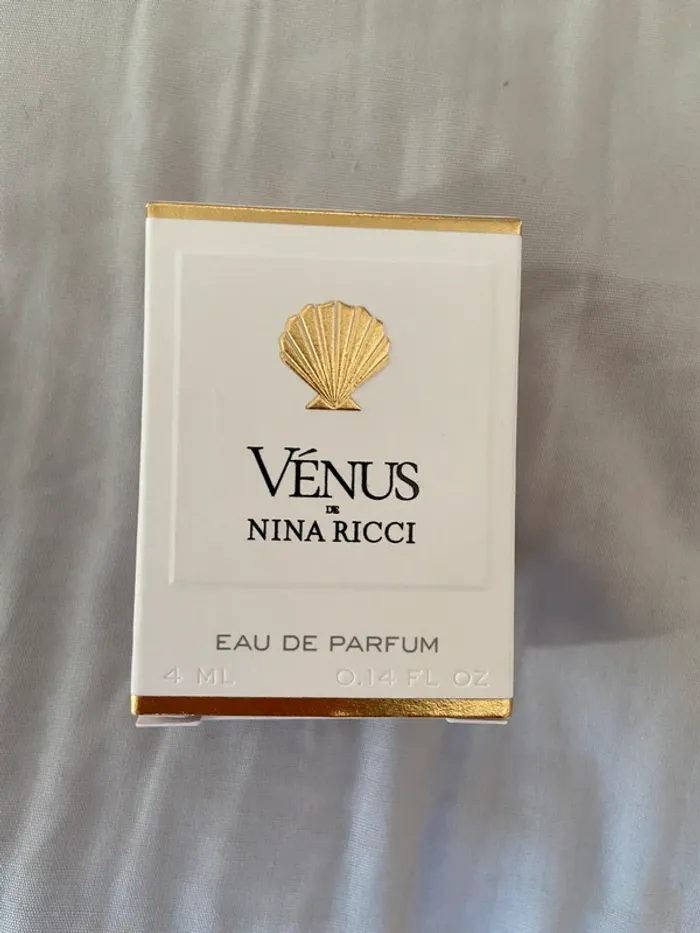 VÉNUS
DE
NINA RICCI
EAU DE PARFUM
4 ML 0.14 FL OZ